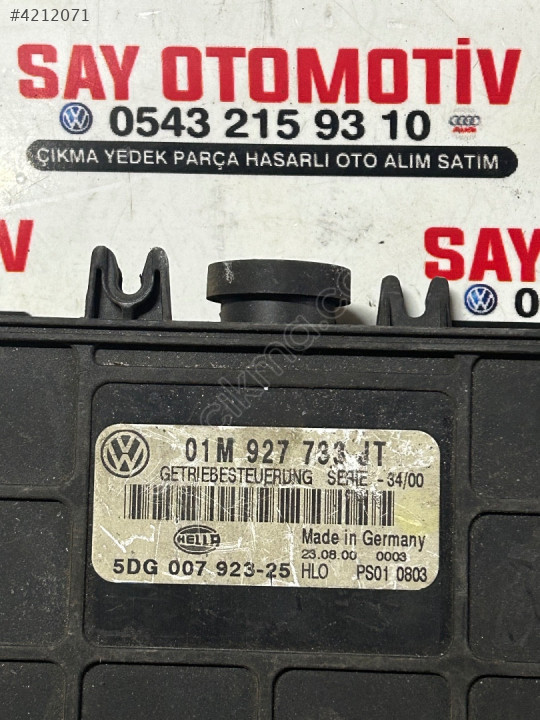 #4212071
SAY OTOMOTİV
0543 215 93 10
ÇIKMA YEDEK PARÇA HASARLI OTO ALIM SATIM
SAY
01M 927 733 JT
GETRIEBESTEUERUNG SERIE -34/00
HELLA
Made in Germany
23.08.00 0003
5DG 007 923-25 HLO PS01 0803